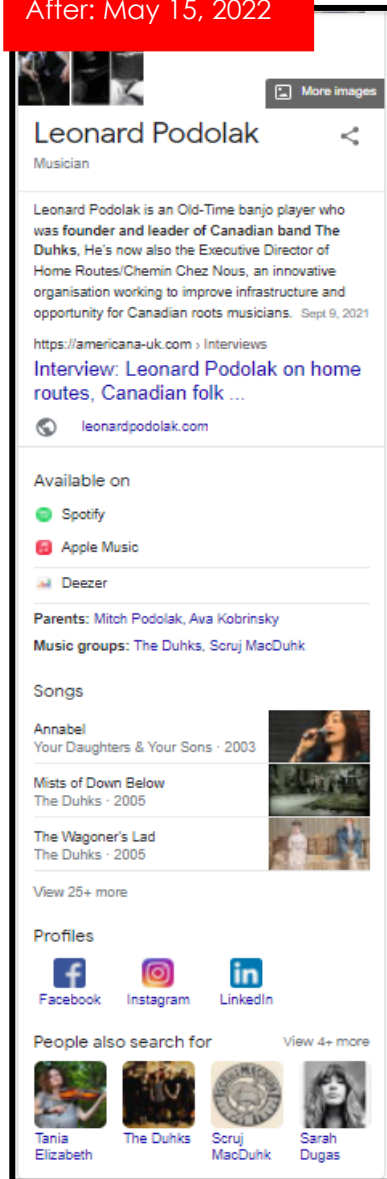 After: May 15, 2022
More images
Leonard Podolak
Musician
Leonard Podolak is an Old-Time banjo player who
was founder and leader of Canadian band The
Duhks, He's now also the Executive Director of
Home Routes/Chemin Chez Nous, an innovative
organisation working to improve infrastructure and
opportunity for Canadian roots musicians. Sept 9, 2021
https://americana-uk.com › Interviews
Interview: Leonard Podolak on home
routes, Canadian folk ...
leonardpodolak.com
Available on
Spotify
Apple Music
Deezer
Parents: Mitch Podolak, Ava Kobrinsky
Music groups: The Duhks, Scruj MacDuhk
Songs
Annabel
Your Daughters & Your Sons · 2003
Mists of Down Below
The Duhks · 2005
The Wagoner's Lad
The Duhks · 2005
View 25+ more
Profiles
Facebook Instagram LinkedIn
People also search for View 4+ more
Tania Elizabeth
The Duhks
Scruj MacDuhk
Sarah Dugas